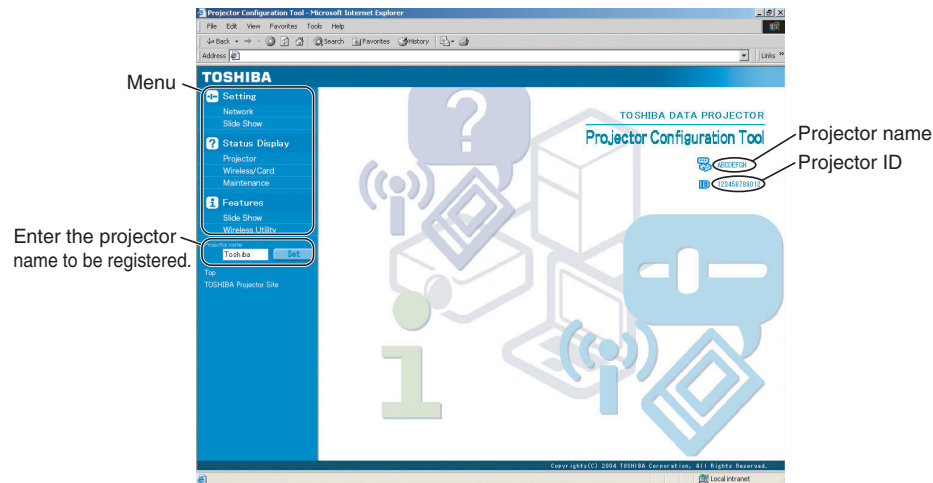 Projector Configuration Tool - Microsoft Internet Explorer
File Edit View Favorites Tools Help
Back Search Favorites History
Address Links »
TOSHIBA
Menu
Setting
Network
Slide Show
? Status Display
Projector
Wireless/Card
Maintenance
i Features
Slide Show
Wireless Utility
Enter the projector
name to be registered.
Projector name
Toshiba Set
Top
TOSHIBA Projector Site
TOSHIBA DATA PROJECTOR
Projector Configuration Tool
ABCDEFGH
Projector name
ID 123456789012
Projector ID
Copyrights(C) 2004 TOSHIBA Corporation, All Rights Reserved.
Local intranet